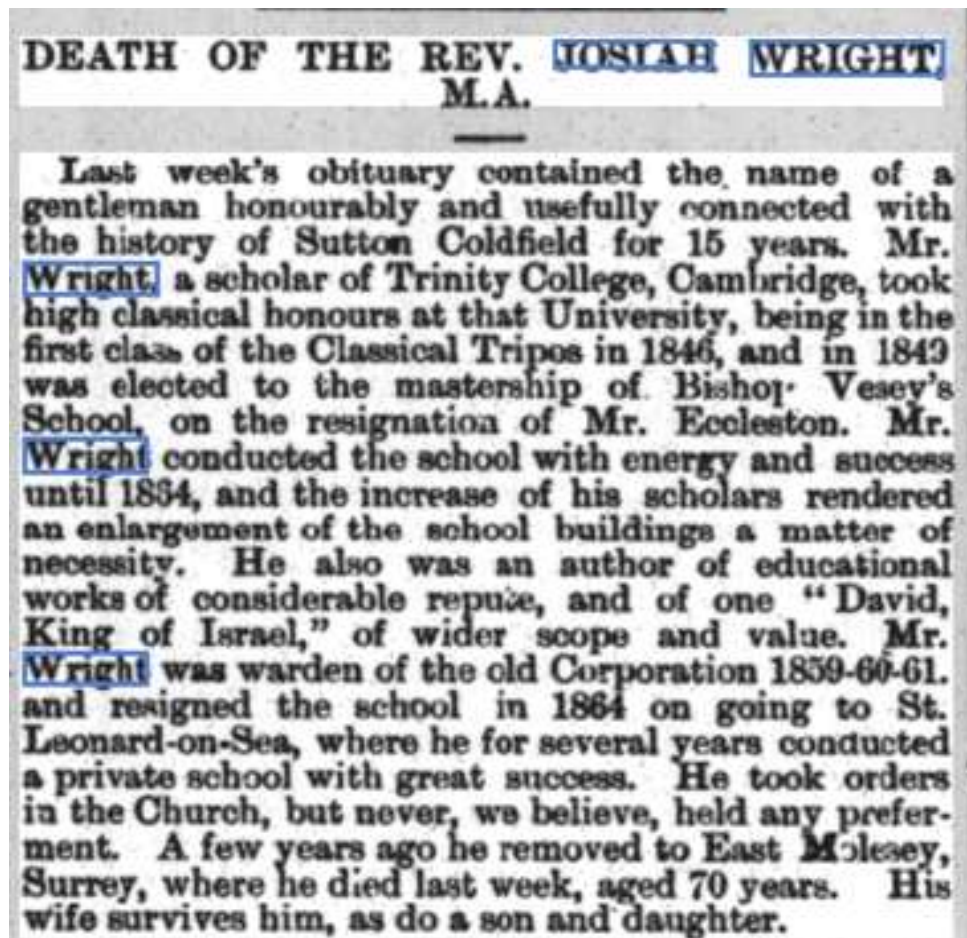 DEATH OF THE REV. JOSIAH WRIGHT,
M.A.
Last week's obituary contained the name of a
gentleman honourably and usefully connected with
the history of Sutton Coldfield for 15 years. Mr.
Wright, a scholar of Trinity College, Cambridge, took
high classical honours at that University, being in the
first class of the Classical Tripos in 1846, and in 1849
was elected to the mastership of Bishop Vesey's
School, on the resignation of Mr. Eccleston. Mr.
Wright conducted the school with energy and success
until 1864, and the increase of his scholars rendered
an enlargement of the school buildings a matter of
necessity. He also was an author of educational
works of considerable repute, and of one "David,
King of Israel," of wider scope and value. Mr.
Wright was warden of the old Corporation 1859-60-61.
and resigned the school in 1864 on going to St.
Leonard-on-Sea, where he for several years conducted
a private school with great success. He took orders
in the Church, but never, we believe, held any prefer-
ment. A few years ago he removed to East Molesey,
Surrey, where he died last week, aged 70 years. His
wife survives him, as do a son and daughter.